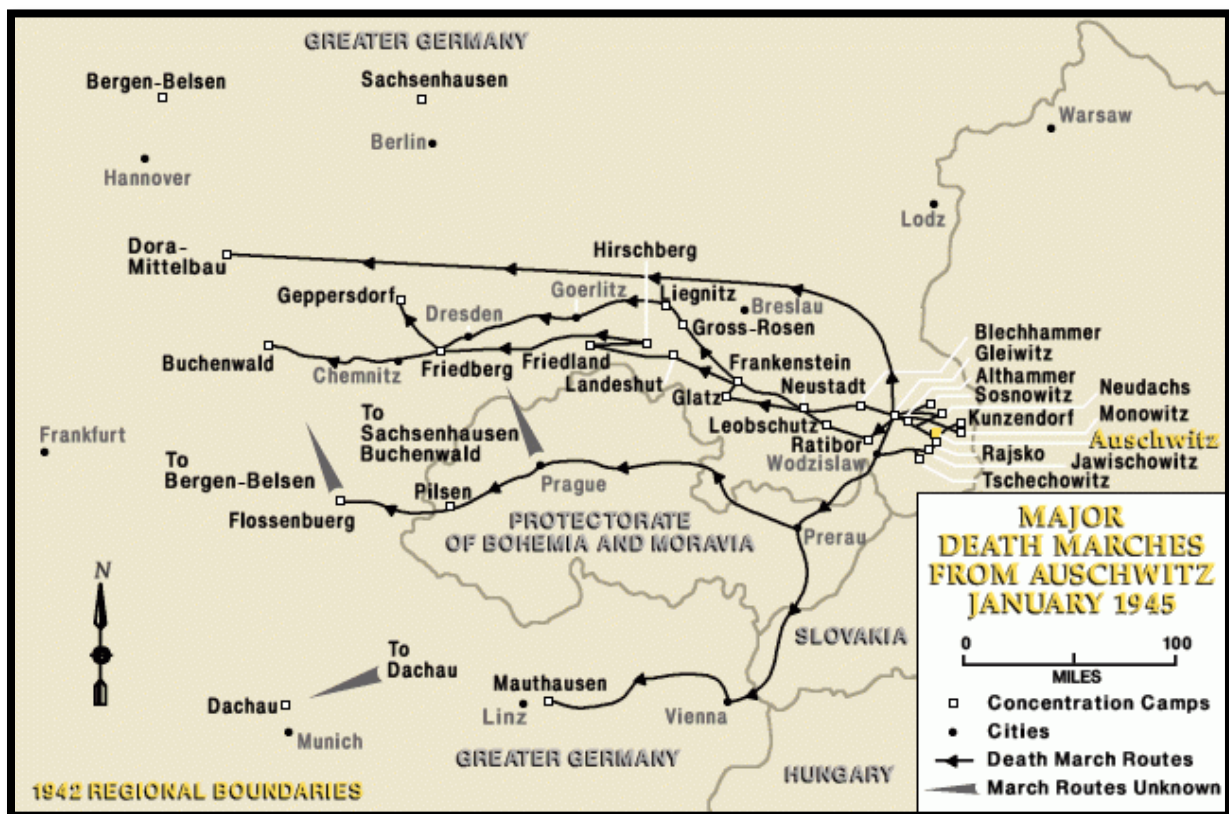 GREATER GERMANY
Bergen-Belsen
Sachsenhausen
Warsaw
Berlin
Hannover
Lodz
Dora-
Mittelbau
Hirschberg
Geppersdorf
Goerlitz
Liegnitz
Breslau
Dresden
Gross-Rosen
Buchenwald
Chemnitz
Friedberg
Friedland
Landeshut
Frankenstein
Glatz
Neustadt
Blechhammer
Gleiwitz
Althammer
Sosnowitz
Neudachs
Kunzendorf
Monowitz
Auschwitz
Leobschutz
Ratibor
Wodzislaw
Rajsko
Jawischowitz
Tschechowitz
Frankfurt
To
Sachsenhausen
Buchenwald
To
Bergen-Belsen
Flossenbuerg
Pilsen
Prague
PROTECTORATE
OF BOHEMIA AND MORAVIA
Prerau
N
SLOVAKIA
To
Dachau
Dachau
Munich
Mauthausen
Linz
Vienna
GREATER GERMANY
HUNGARY
1942 REGIONAL BOUNDARIES
MAJOR
DEATH MARCHES
FROM AUSCHWITZ
JANUARY 1945
0 100
MILES
Concentration Camps
Cities
Death March Routes
March Routes Unknown